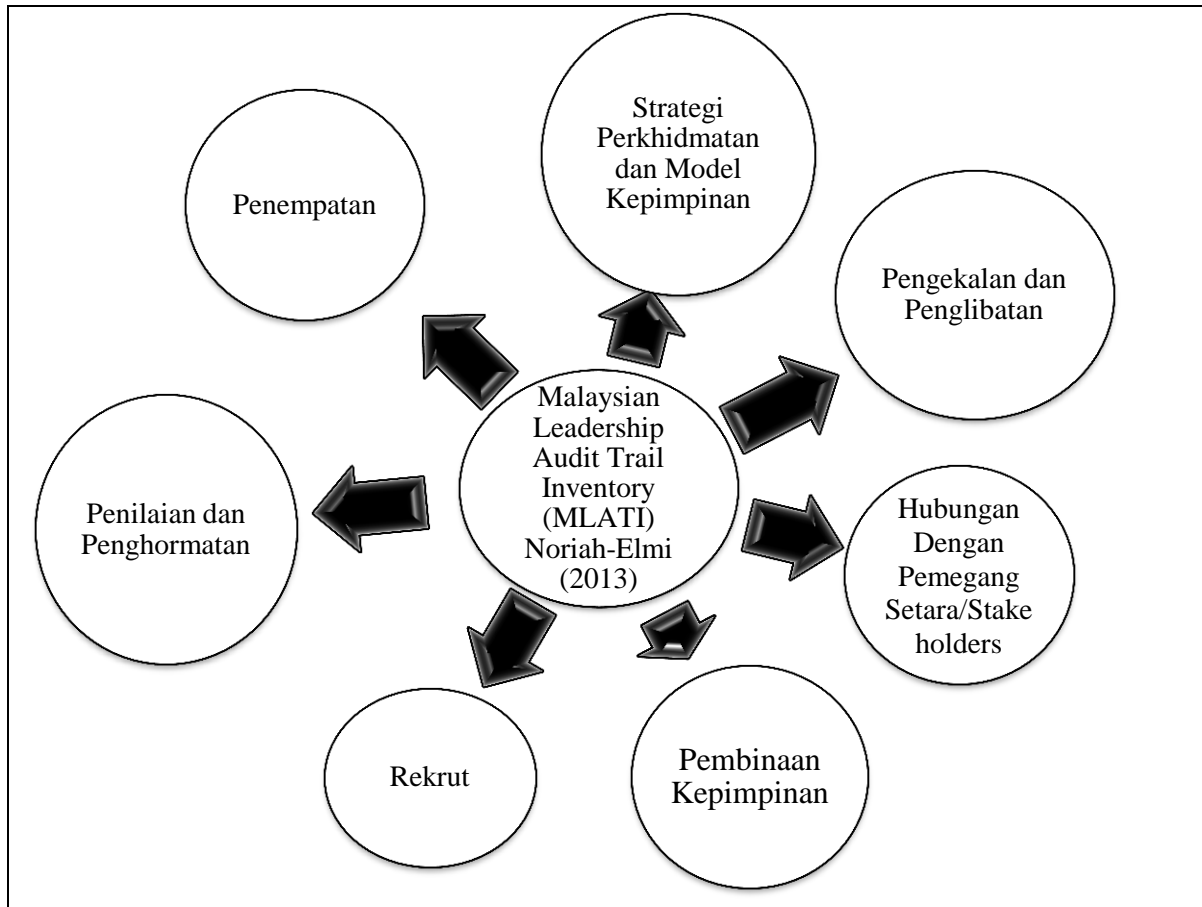 Strategi
Perkhidmatan
dan Model
Kepimpinan
Penempatan
Pengekalan dan
Penglibatan
Malaysian
Leadership
Audit Trail
Inventory
(MLATI)
Noriah-Elmi
(2013)
Penilaian dan
Penghormatan
Hubungan
Dengan
Pemegang
Setara/Stake
holders
Rekrut
Pembinaan
Kepimpinan